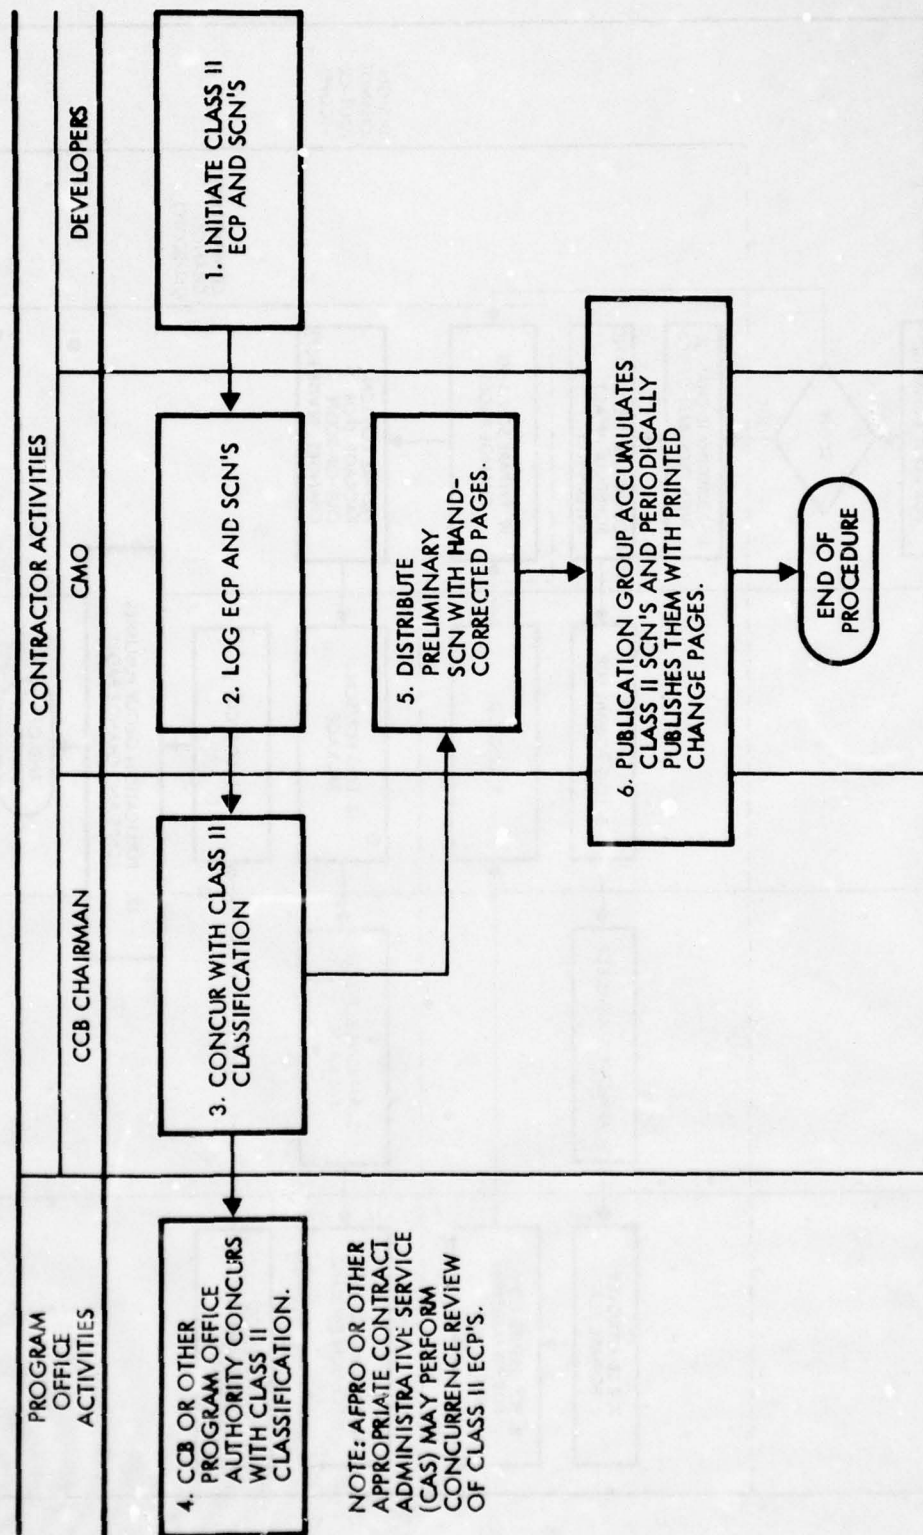 PROGRAM
OFFICE
ACTIVITIES
CONTRACTOR ACTIVITIES
CCB CHAIRMAN
CMO
DEVELOPERS
4. CCB OR OTHER
PROGRAM OFFICE
AUTHORITY CONCURS
WITH CLASS II
CLASSIFICATION.
3. CONCUR WITH CLASS II
CLASSIFICATION
2. LOG ECP AND SCN'S
1. INITIATE CLASS II
ECP AND SCN'S
NOTE: AFPRO OR OTHER
APPROPRIATE CONTRACT
ADMINISTRATIVE SERVICE
(CAS) MAY PERFORM
CONCURRENCE REVIEW
OF CLASS II ECP'S.
5. DISTRIBUTE
PRELIMINARY
SCN WITH HAND-
CORRECTED PAGES.
6. PUBLICATION GROUP ACCUMULATES
CLASS II SCN'S AND PERIODICALLY
PUBLISHES THEM WITH PRINTED
CHANGE PAGES.
END OF
PROCEDURE